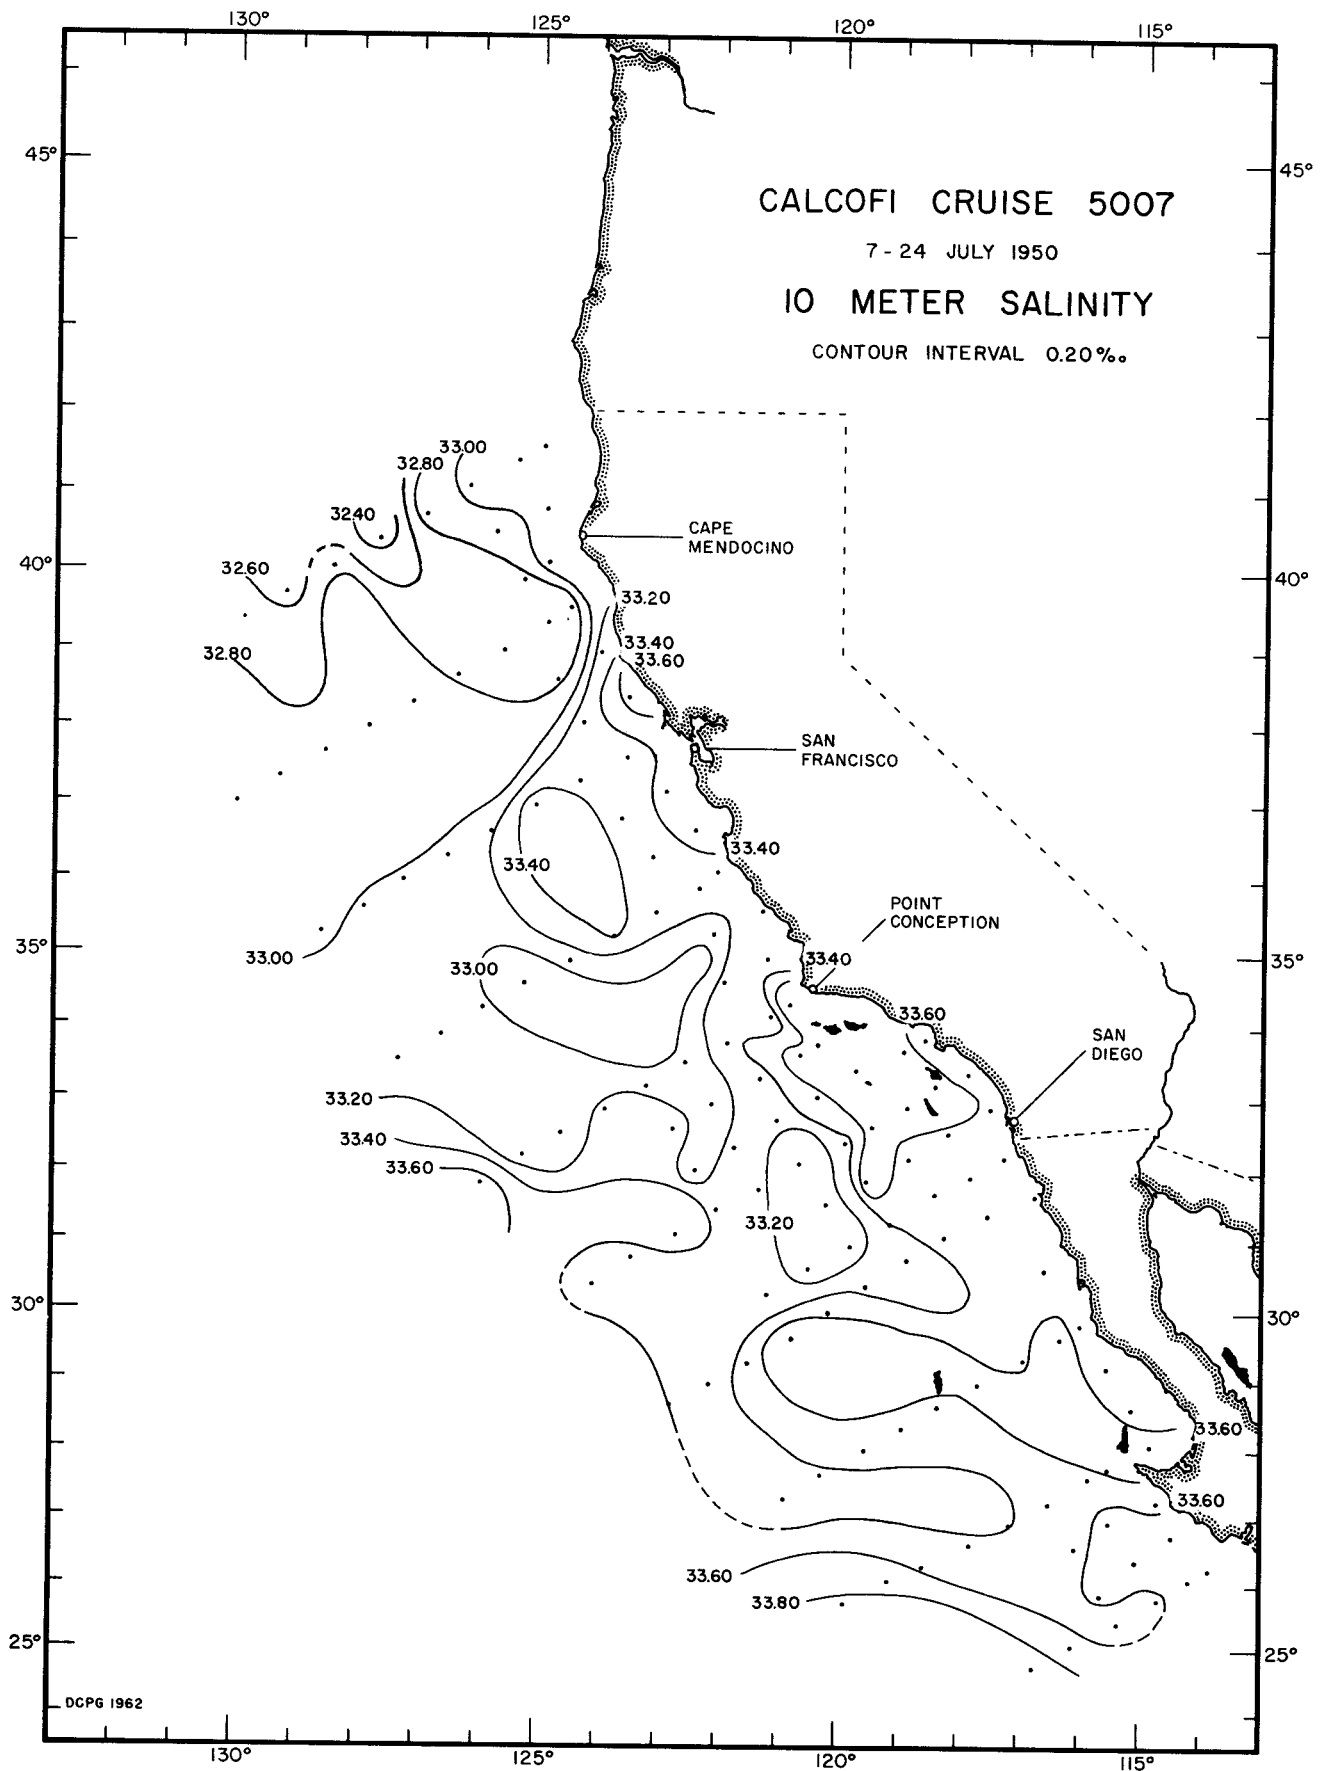 130° 125° 120° 115°
45° 45°
CALCOFI CRUISE 5007
7-24 JULY 1950
10 METER SALINITY
CONTOUR INTERVAL 0.20‰
33.00
32.80
32.40
CAPE
MENDOCINO
40° 40°
32.60
33.20
33.40
32.80
33.60
SAN
FRANCISCO
33.40
33.40
POINT
CONCEPTION
35° 35°
33.00
33.40
33.00
33.60
SAN
DIEGO
33.20
33.40
33.60
33.20
30° 30°
33.60
33.60
33.60
33.80
25° 25°
DCPG 1962
130° 125° 120° 115°